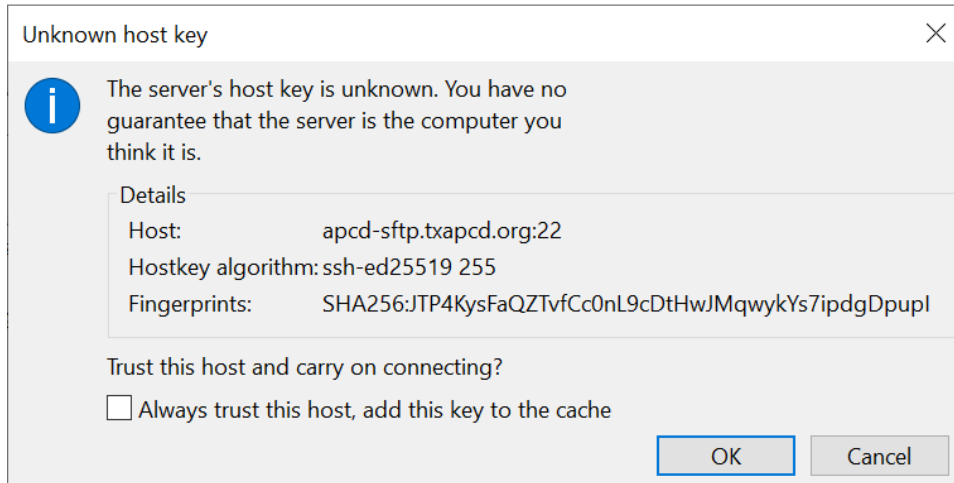 Unknown host key
The server's host key is unknown. You have no
guarantee that the server is the computer you
think it is.
Details
Host: apcd-sftp.txapcd.org:22
Hostkey algorithm: ssh-ed25519 255
Fingerprints: SHA256:JTP4KysFaQZTvfCc0nL9cDtHwJMqwykYs7ipdgDpupI
Trust this host and carry on connecting?
Always trust this host, add this key to the cache
OK Cancel